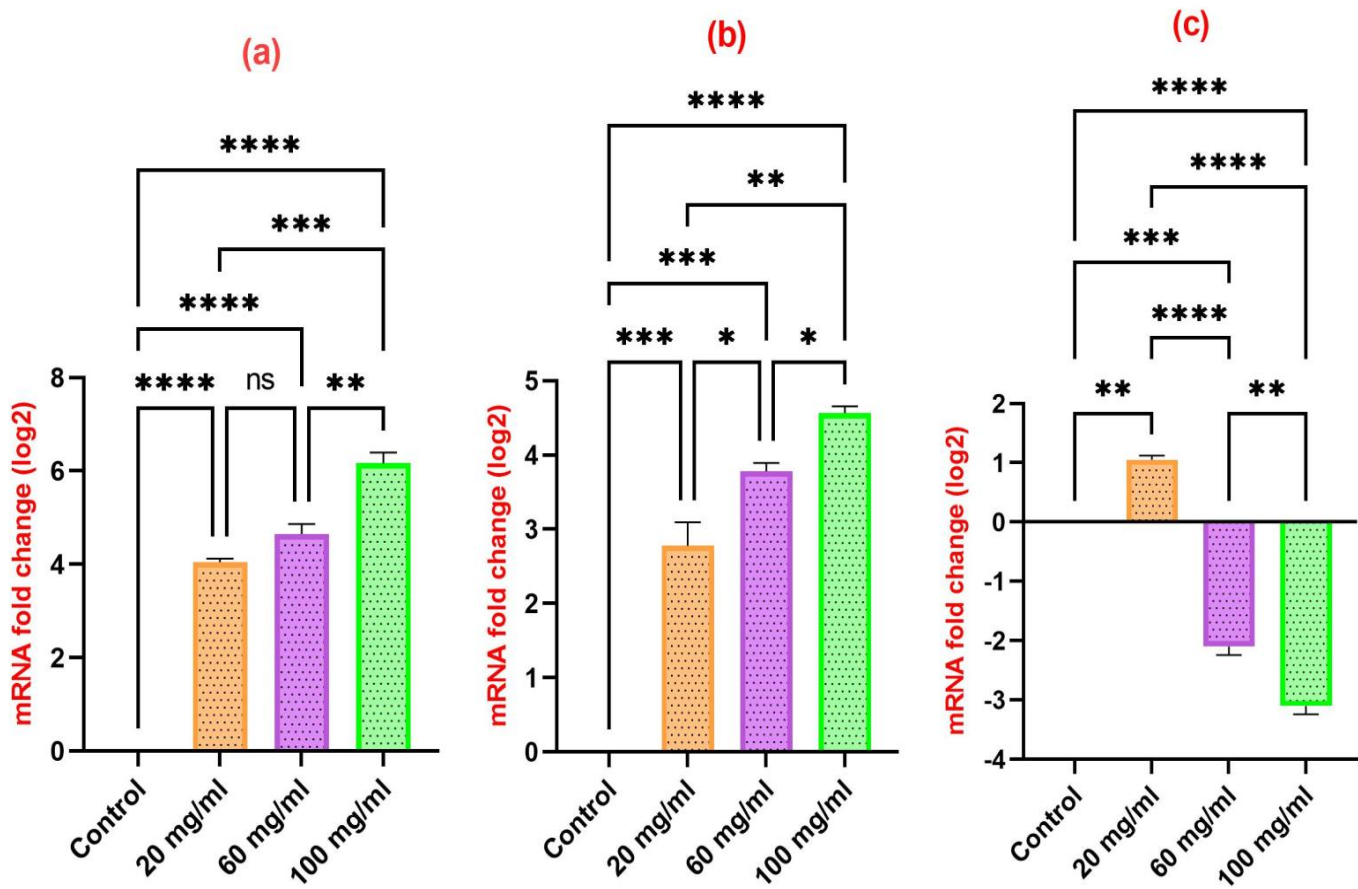 (a)
****
***
****
**** ns **
mRNA fold change (log2)
8
6
4
2
0
Control
20 mg/ml
60 mg/ml
100 mg/ml
(b)
****
**
***
*** * *
mRNA fold change (log2)
5
4
3
2
1
0
Control
20 mg/ml
60 mg/ml
100 mg/ml
(c)
****
****
***
****
** **
mRNA fold change (log2)
2
1
0
-1
-2
-3
-4
Control
20 mg/ml
60 mg/ml
100 mg/ml